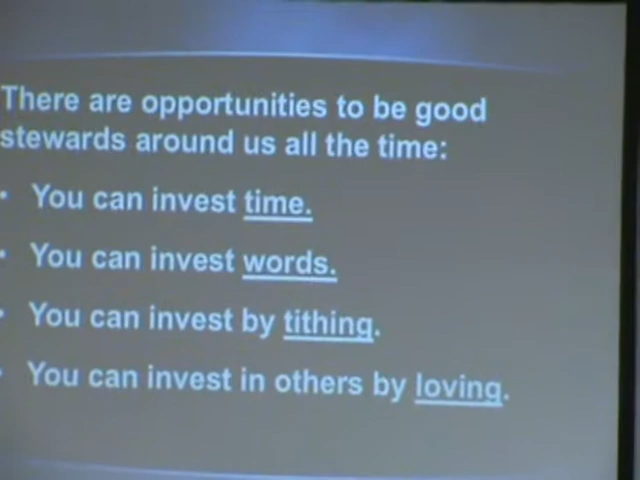 There are opportunities to be good
stewards around us all the time:
• You can invest time.
• You can invest words.
• You can invest by tithing.
• You can invest in others by loving.